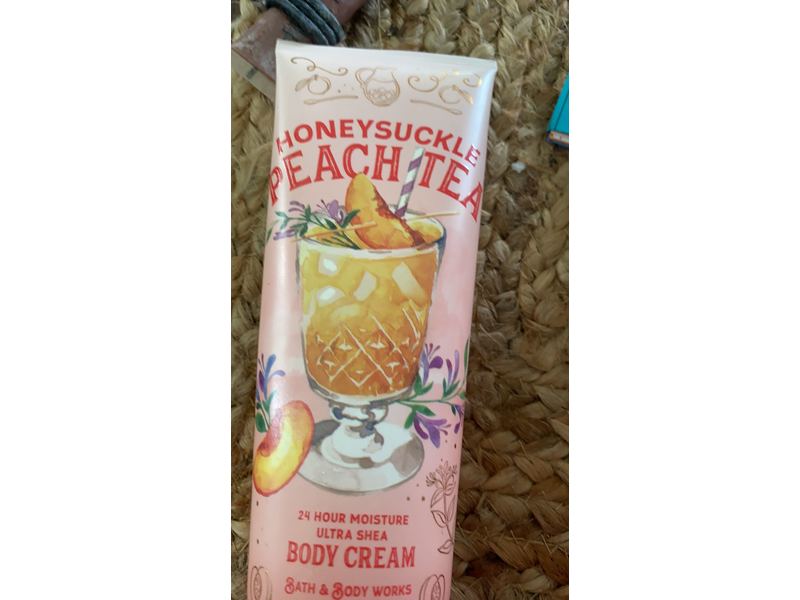 HONEYSUCKLE
PEACH TEA
24 HOUR MOISTURE
ULTRA SHEA
BODY CREAM
BATH & BODY WORKS